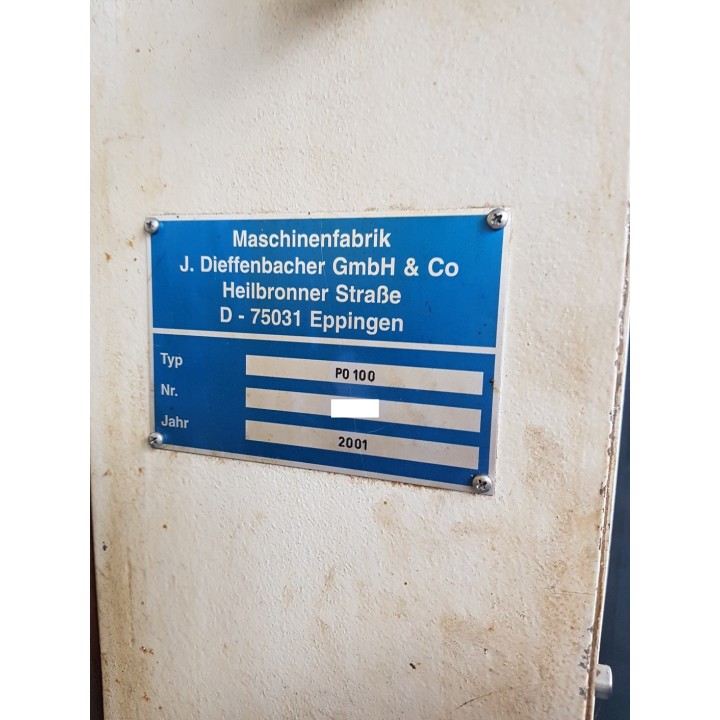 Maschinenfabrik
J. Dieffenbacher GmbH & Co
Heilbronner Straße
D - 75031 Eppingen
Typ PO 100
Nr.
Jahr 2001